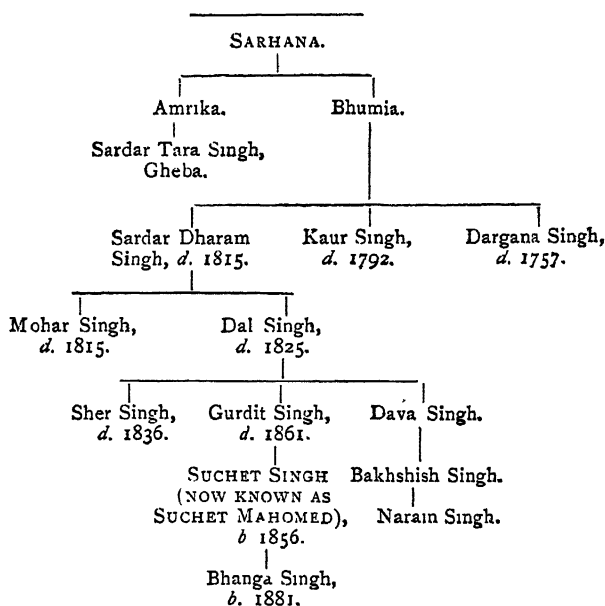 SARHANA.
Amrika. Bhumia.
Sardar Tara Singh,
Gheba.
Sardar Dharam Kaur Singh, Dargana Singh,
Singh, d. 1815. d. 1792. d. 1757.
Mohar Singh, Dal Singh,
d. 1815. d. 1825.
Sher Singh, Gurdit Singh, Dava Singh.
d. 1836. d. 1861.
SUCHET SINGH Bakhshish Singh.
(NOW KNOWN AS
SUCHET MAHOMED), Narain Singh.
b 1856.
Bhanga Singh,
b. 1881.